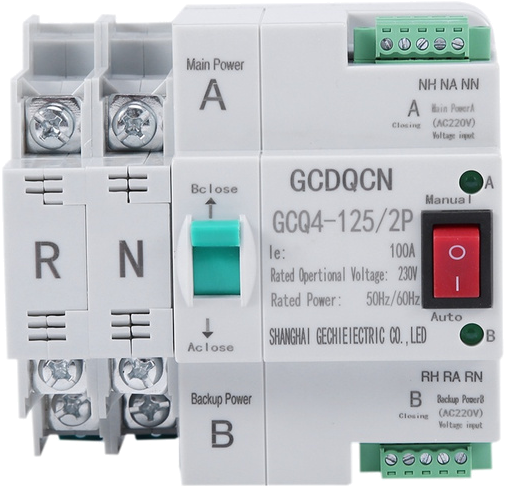 Main Power
A
NH NA NN
A
Main PowerA
(AC220V)
Closing
Voltage input
Bclose
GCDQCN
A
Manual
GCQ4-125/2P
R
N
Ie: 100A
Rated Opertional Voltage: 230V
Rated Power: 50Hz/60Hz
O
I
Auto
Aclose
SHANGHAI GECHIEIECTRIC CO.,LED
B
Backup Power
B
RH RA RN
B
Backup PowerB
(AC220V)
Closing
Voltage input